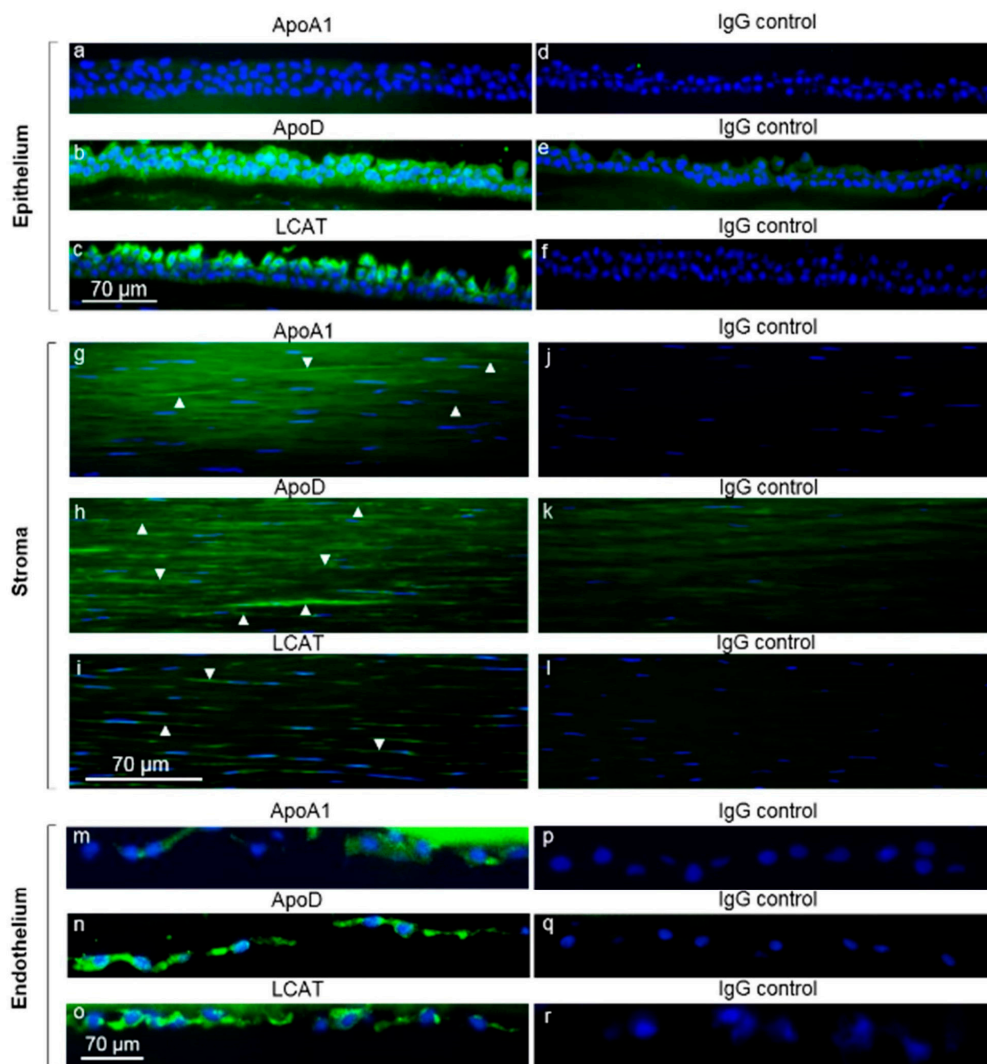 ApoA1 IgG control
a d
ApoD IgG control
b e
LCAT IgG control
c f
70 µm
Epithelium
ApoA1 IgG control
g j
ApoD IgG control
h k
LCAT IgG control
i l
70 µm
Stroma
ApoA1 IgG control
m p
ApoD IgG control
n q
LCAT IgG control
o r
70 µm
Endothelium